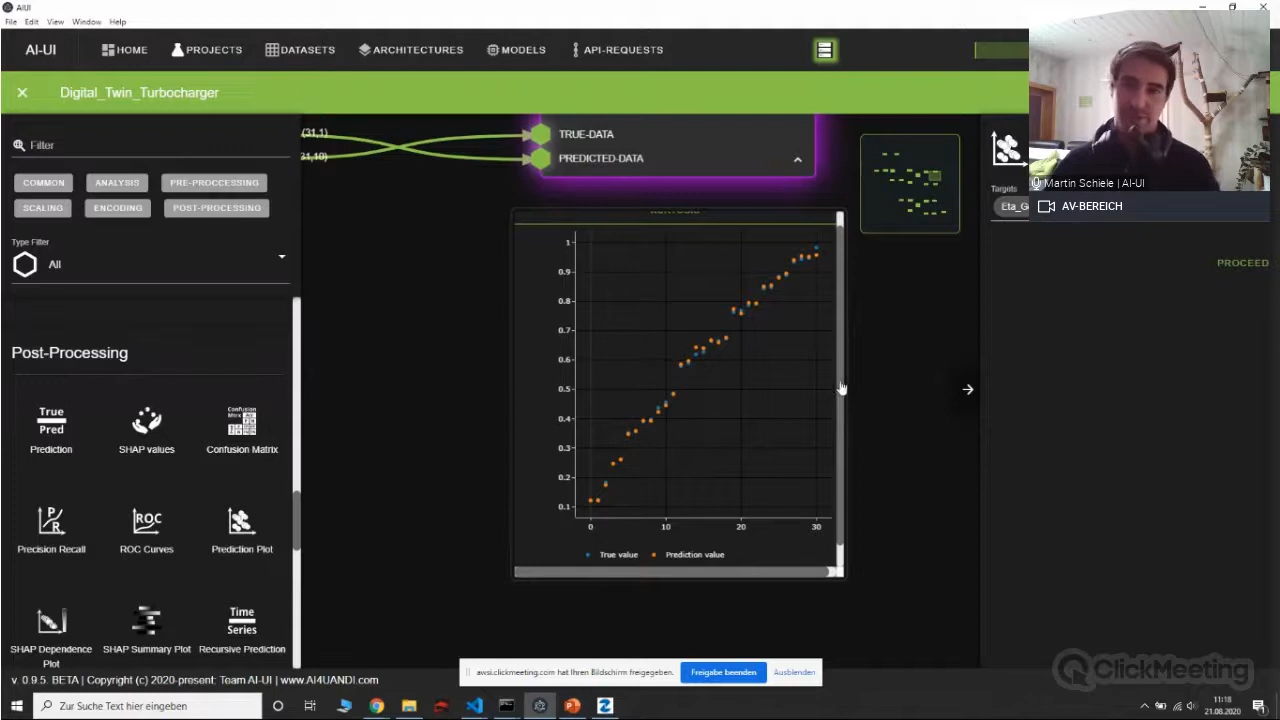 AIUI
File Edit View Window Help
AI-UI
HOME
PROJECTS
DATASETS
ARCHITECTURES
MODELS
API-REQUESTS
Digital_Twin_Turbocharger
Filter
COMMON
ANALYSIS
PRE-PROCCESSING
SCALING
ENCODING
POST-PROCESSING
Type Filter
All
Post-Processing
True
Pred
Prediction
SHAP values
Confusion Matrix
P/R
Precision Recall
ROC
ROC Curves
Prediction Plot
SHAP Dependence
Plot
SHAP Summary Plot
Time
Series
Recursive Prediction
(31,1)
31,10)
TRUE-DATA
PREDICTED-DATA
1
0.9
0.8
0.7
0.6
0.5
0.4
0.3
0.2
0.1
0 10 20 30
True value Prediction value
Targets
Martin Schiele | AI-UI
AV-BEREICH
PROCEED
awsi.clickmeeting.com hat Ihren Bildschirm freigegeben.
Freigabe beenden
Ausblenden
ClickMeeting
v 0.9.5. BETA | Copyright (c) 2020-present: Team AI-UI | www.AI4UANDI.com
Zur Suche Text hier eingeben
11:18
21.08.2020